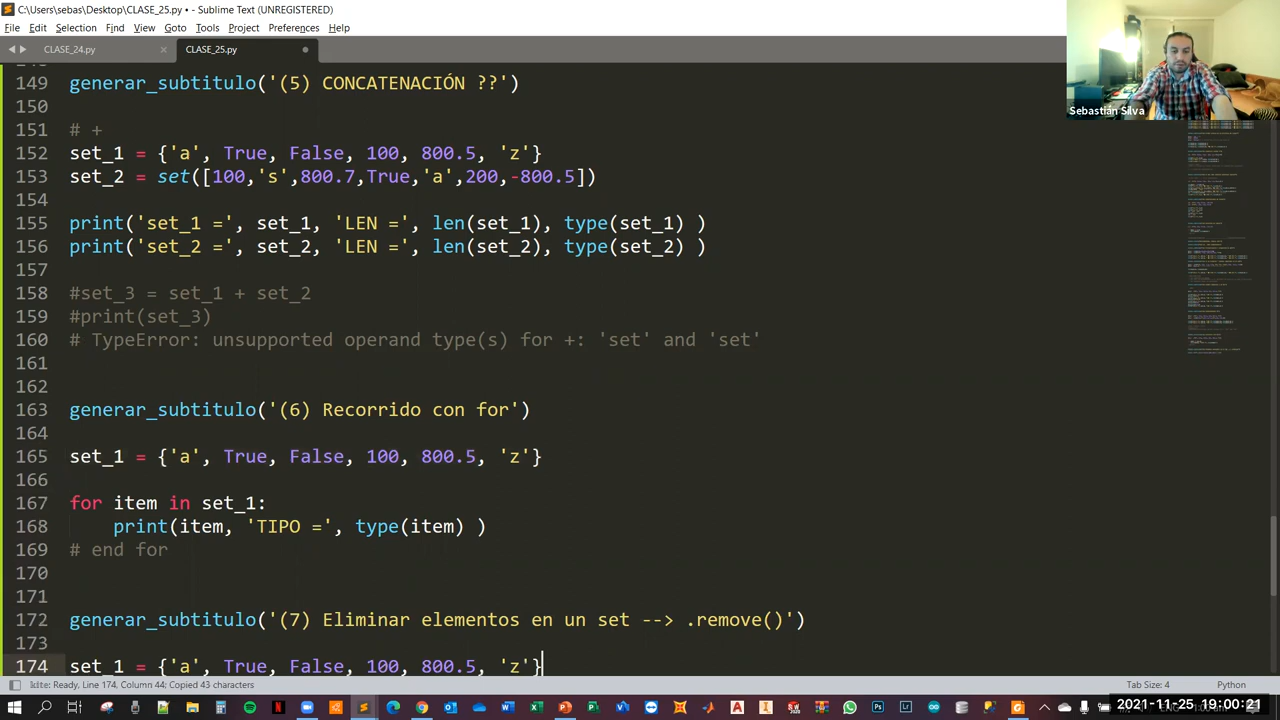 C:\Users\sebas\Desktop\CLASE_25.py • - Sublime Text (UNREGISTERED)
File Edit Selection Find View Goto Tools Project Preferences Help
CLASE_24.py CLASE_25.py
Sebastián Silva
149 generar_subtitulo('(5) CONCATENACIÓN ??')
150
151 # +
152 set_1 = {'a', True, False, 100, 800.5, 'z'}
153 set_2 = set([100,'s',800.7,True,'a',200,-800.5])
154
155 print('set_1 =', set_1, 'LEN =', len(set_1), type(set_1) )
156 print('set_2 =', set_2, 'LEN =', len(set_2), type(set_2) )
157
158 #set_3 = set_1 + set_2
159 #print(set_3)
160 # TypeError: unsupported operand type(s) for +: 'set' and 'set'
161
162
163 generar_subtitulo('(6) Recorrido con for')
164
165 set_1 = {'a', True, False, 100, 800.5, 'z'}
166
167 for item in set_1:
168 print(item, 'TIPO =', type(item) )
169 # end for
170
171
172 generar_subtitulo('(7) Eliminar elementos en un set --> .remove()')
173
174 set_1 = {'a', True, False, 100, 800.5, 'z'}
Ready, Line 174, Column 44; Copied 43 characters
Tab Size: 4 Python
2021-11-25 19:00:21